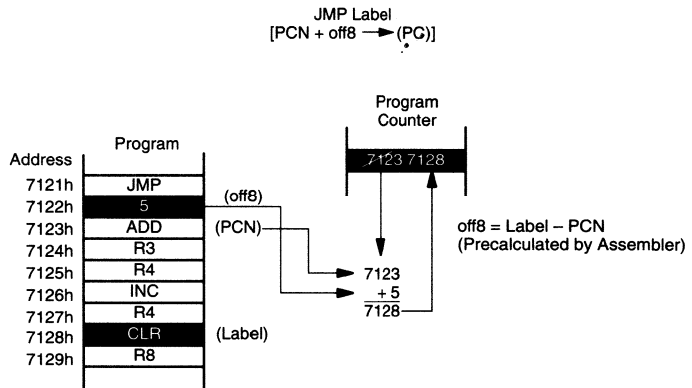 JMP Label
[PCN + off8 → (PC)]
Program
Counter
7123 7128
Program
Address
7121h JMP
7122h 5 (off8)
7123h ADD (PCN)
7124h R3
7125h R4
7126h INC
7127h R4
7128h CLR (Label)
7129h R8
off8 = Label – PCN
(Precalculated by Assembler)
7123
+ 5
7128